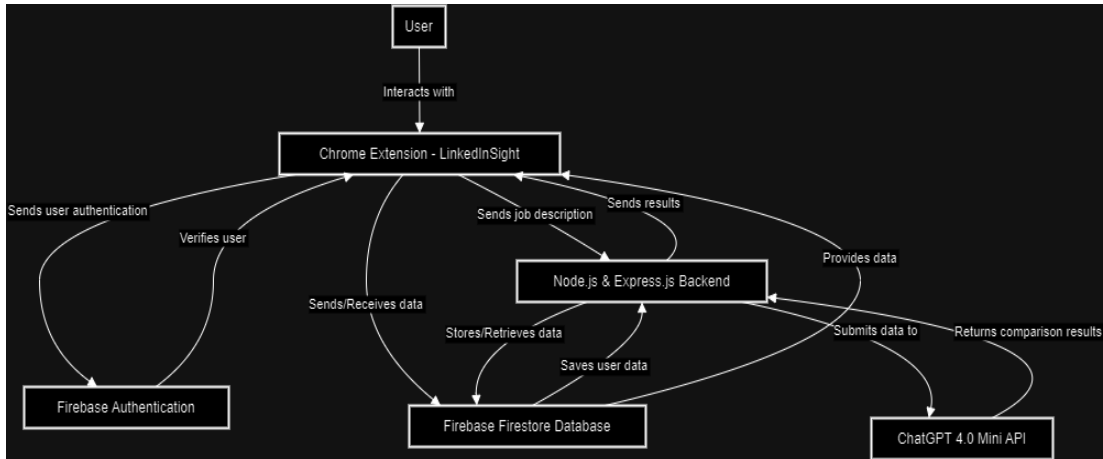 User
Interacts with
Chrome Extension - LinkedInSight
Sends user authentication
Verifies user
Sends job description
Sends results
Provides data
Node.js & Express.js Backend
Sends/Receives data
Stores/Retrieves data
Saves user data
Submits data to
Returns comparison results
Firebase Authentication
Firebase Firestore Database
ChatGPT 4.0 Mini API